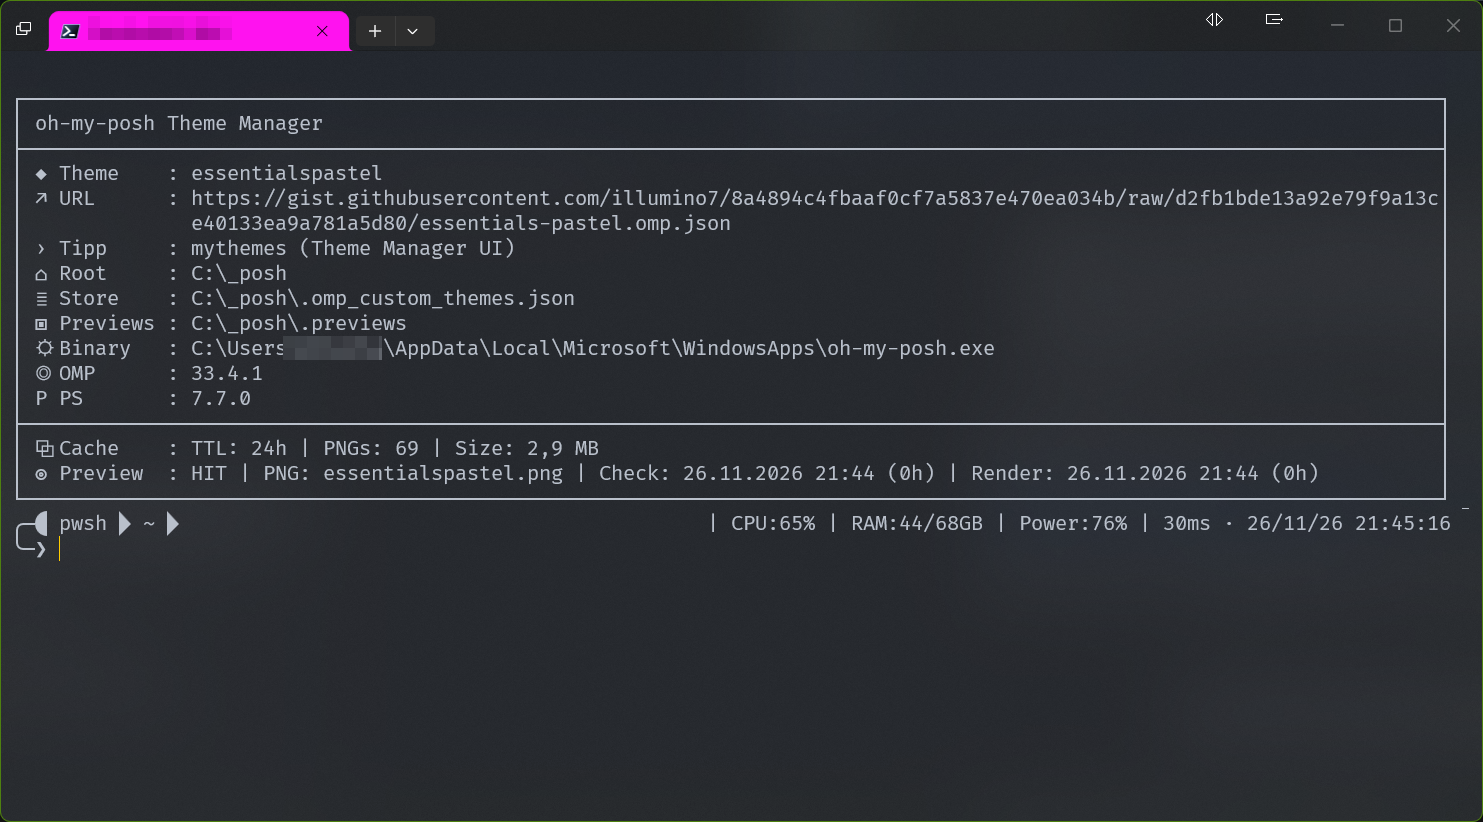 oh-my-posh Theme Manager
◆ Theme : essentialspastel
↗ URL : https://gist.githubusercontent.com/illumino7/8a4894c4fbaaf0cf7a5837e470ea034b/raw/d2fb1bde13a92e79f9a13c
e40133ea9a781a5d80/essentials-pastel.omp.json
› Tipp : mythemes (Theme Manager UI)
⌂ Root : C:\_posh
≣ Store : C:\_posh\.omp_custom_themes.json
▣ Previews : C:\_posh\.previews
Binary : C:\Users \AppData\Local\Microsoft\WindowsApps\oh-my-posh.exe
◎ OMP : 33.4.1
P PS : 7.7.0
⧉ Cache : TTL: 24h | PNGs: 69 | Size: 2,9 MB
◉ Preview : HIT | PNG: essentialspastel.png | Check: 26.11.2026 21:44 (0h) | Render: 26.11.2026 21:44 (0h)
pwsh ~ | CPU:65% | RAM:44/68GB | Power:76% | 30ms · 26/11/26 21:45:16
❯